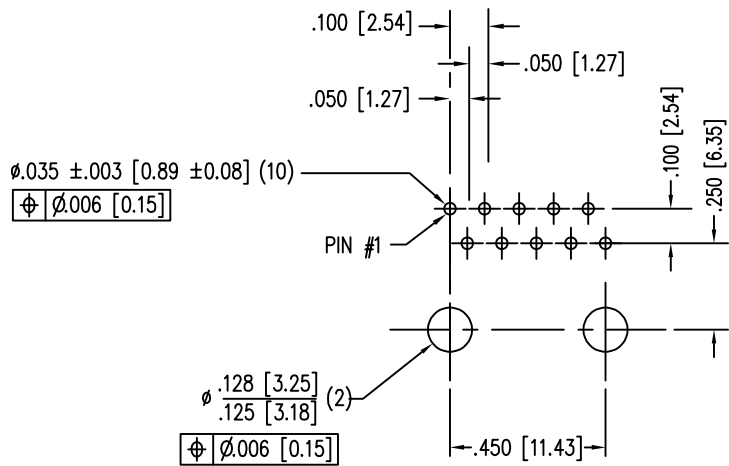 .100 [2.54]
.050 [1.27]
.050 [1.27]
.100 [2.54]
.250 [6.35]
ø.035 ±.003 [0.89 ±0.08] (10)
⌖ Ø.006 [0.15]
PIN #1
ø .128 [3.25]
.125 [3.18] (2)
⌖ Ø.006 [0.15]
.450 [11.43]